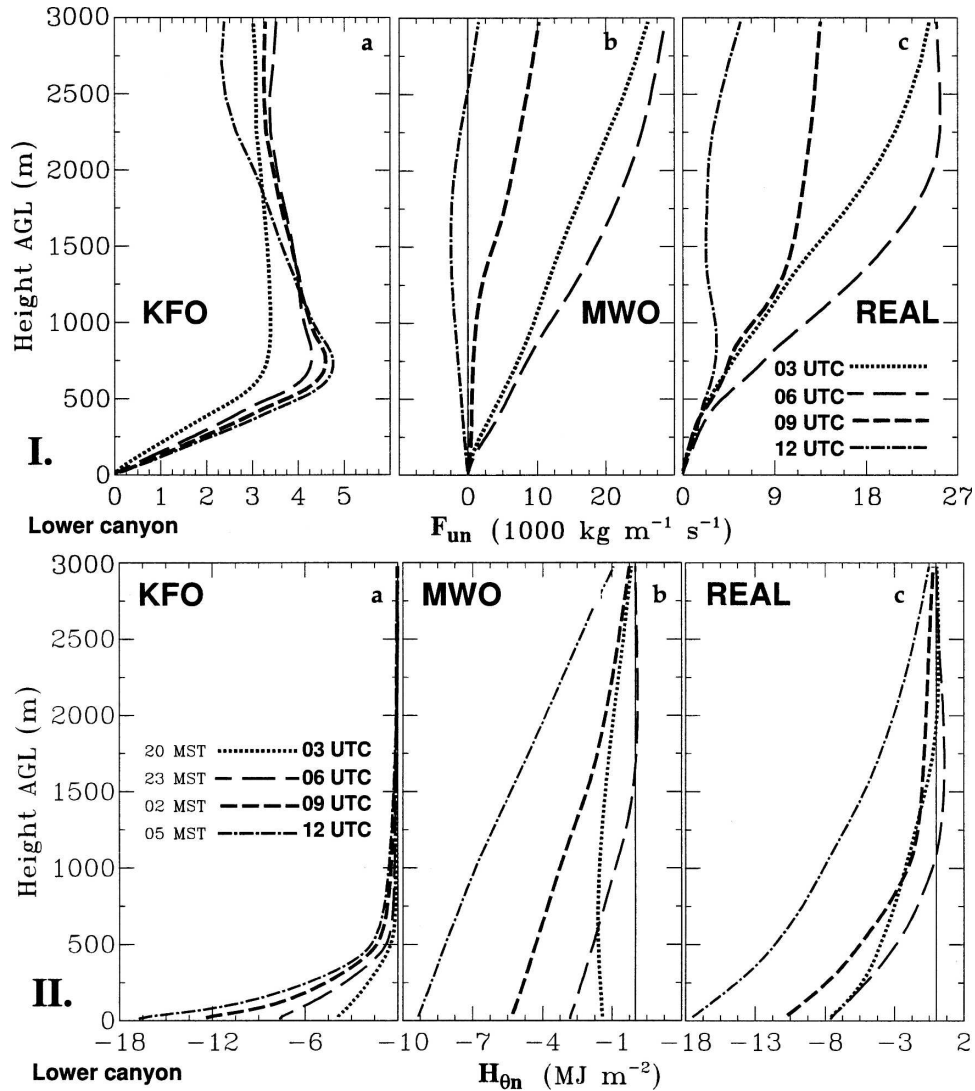 3000
2500
2000
1500
1000
500
0
Height AGL (m)
a
KFO
I.
0 1 2 3 4 5
Lower canyon
b
MWO
0 10 20
F_un (1000 kg m⁻¹ s⁻¹)
c
REAL
03 UTC
06 UTC
09 UTC
12 UTC
0 9 18 27
3000
2500
2000
1500
1000
500
0
Height AGL (m)
KFO
a
20 MST 03 UTC
23 MST 06 UTC
02 MST 09 UTC
05 MST 12 UTC
II.
−18 −12 −6
Lower canyon
MWO
b
−10 −7 −4 −1
H_θn (MJ m⁻²)
REAL
c
−18 −13 −8 −3 2